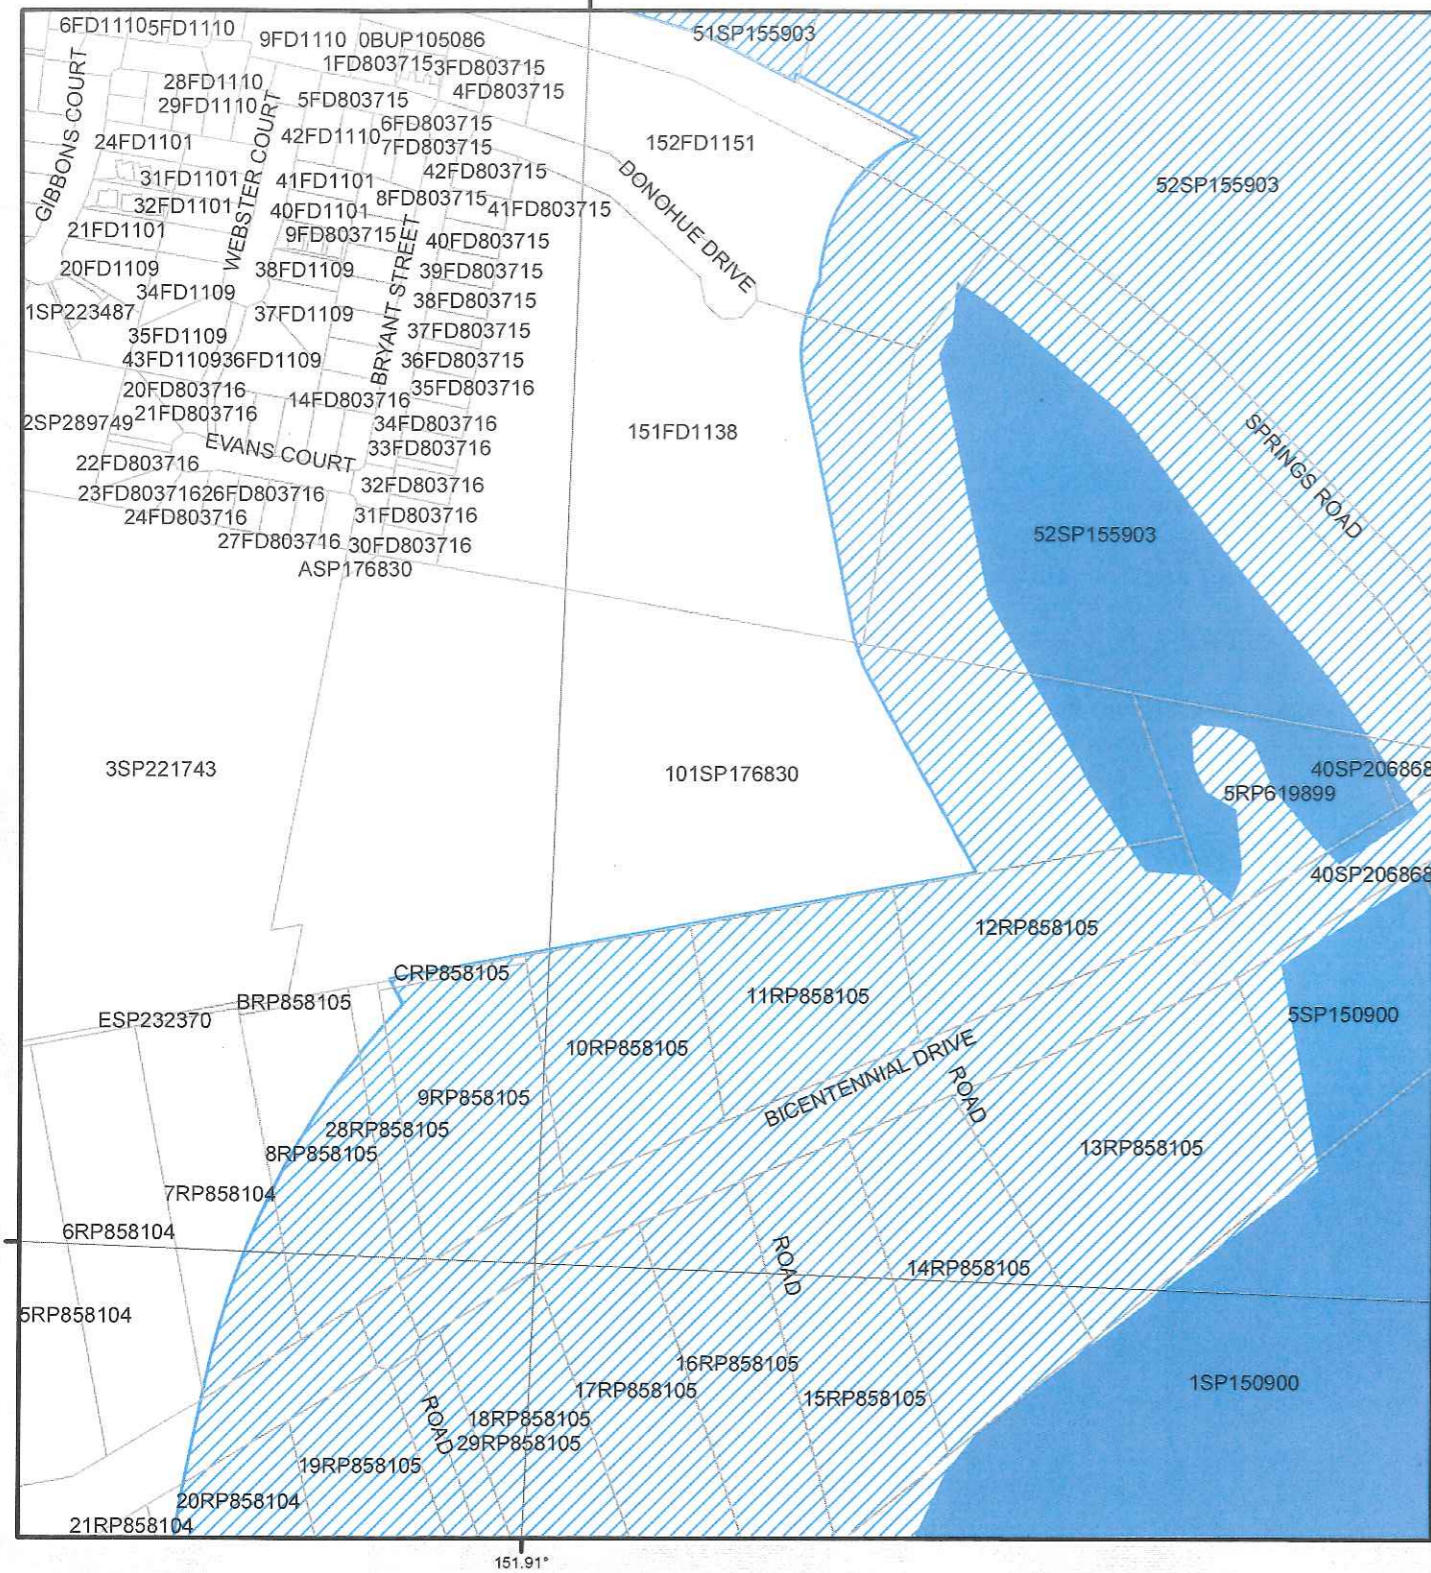 6FD1110 5FD1110
9FD1110 0BUP105086
51SP155903
1FD803715 3FD803715
28FD1110
4FD803715
29FD1110
5FD803715
6FD803715
GIBBONS COURT
24FD1101
WEBSTER COURT
42FD1110 7FD803715
152FD1151
31FD1101
41FD1101
42FD803715
DONOHUE DRIVE
52SP155903
32FD1101
40FD1101
8FD803715
41FD803715
21FD1101
9FD803715
40FD803715
20FD1109
38FD1109
39FD803715
34FD1109
BRYANT STREET
38FD803715
1SP223487
37FD1109
37FD803715
35FD1109
43FD1109 36FD1109
36FD803715
20FD803716
14FD803716
35FD803716
21FD803716
2SP289749
34FD803716
151FD1138
EVANS COURT
33FD803716
SPRINGS ROAD
22FD803716
32FD803716
23FD803716 26FD803716
24FD803716
31FD803716
27FD803716 30FD803716
52SP155903
ASP176830
3SP221743
101SP176830
40SP206868
5RP619899
40SP206868
12RP858105
CRP858105
11RP858105
BRP858105
ESP232370
5SP150900
10RP858105
BICENTENNIAL DRIVE
ROAD
9RP858105
28RP858105
8RP858105
13RP858105
7RP858104
6RP858104
ROAD
14RP858105
5RP858104
16RP858105
17RP858105
15RP858105
1SP150900
ROAD
18RP858105
29RP858105
19RP858105
20RP858104
21RP858104
151.91°